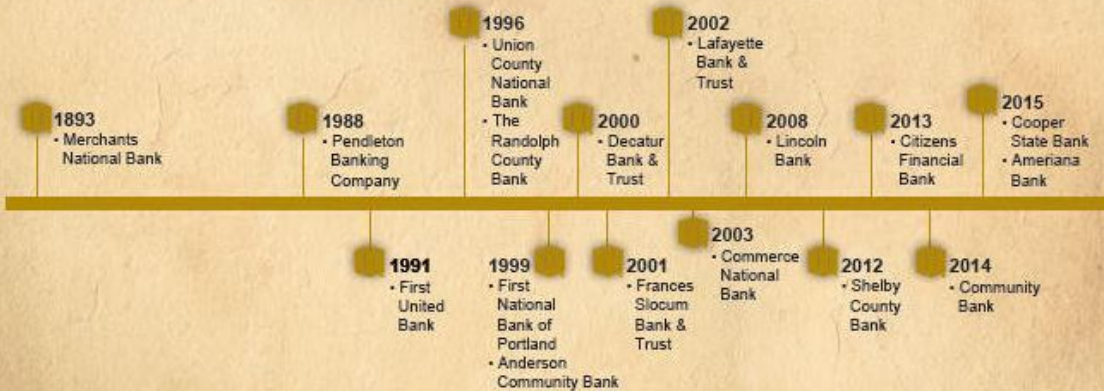 1893
• Merchants
National Bank
1988
• Pendleton
Banking
Company
1991
• First
United
Bank
1996
• Union
County
National
Bank
• The
Randolph
County
Bank
1999
• First
National
Bank of
Portland
• Anderson
Community Bank
2000
• Decatur
Bank &
Trust
2001
• Frances
Slocum
Bank &
Trust
2002
• Lafayette
Bank &
Trust
2003
• Commerce
National
Bank
2008
• Lincoln
Bank
2012
• Shelby
County
Bank
2013
• Citizens
Financial
Bank
2014
• Community
Bank
2015
• Cooper
State Bank
• Ameriana
Bank